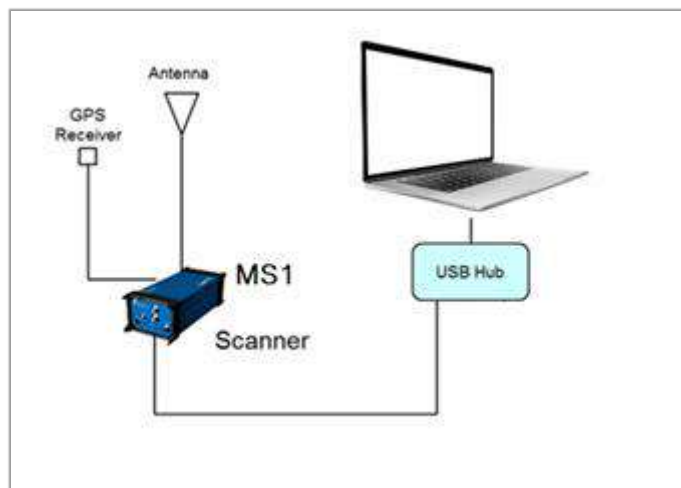 Antenna
GPS
Receiver
MS1
USB Hub
Scanner